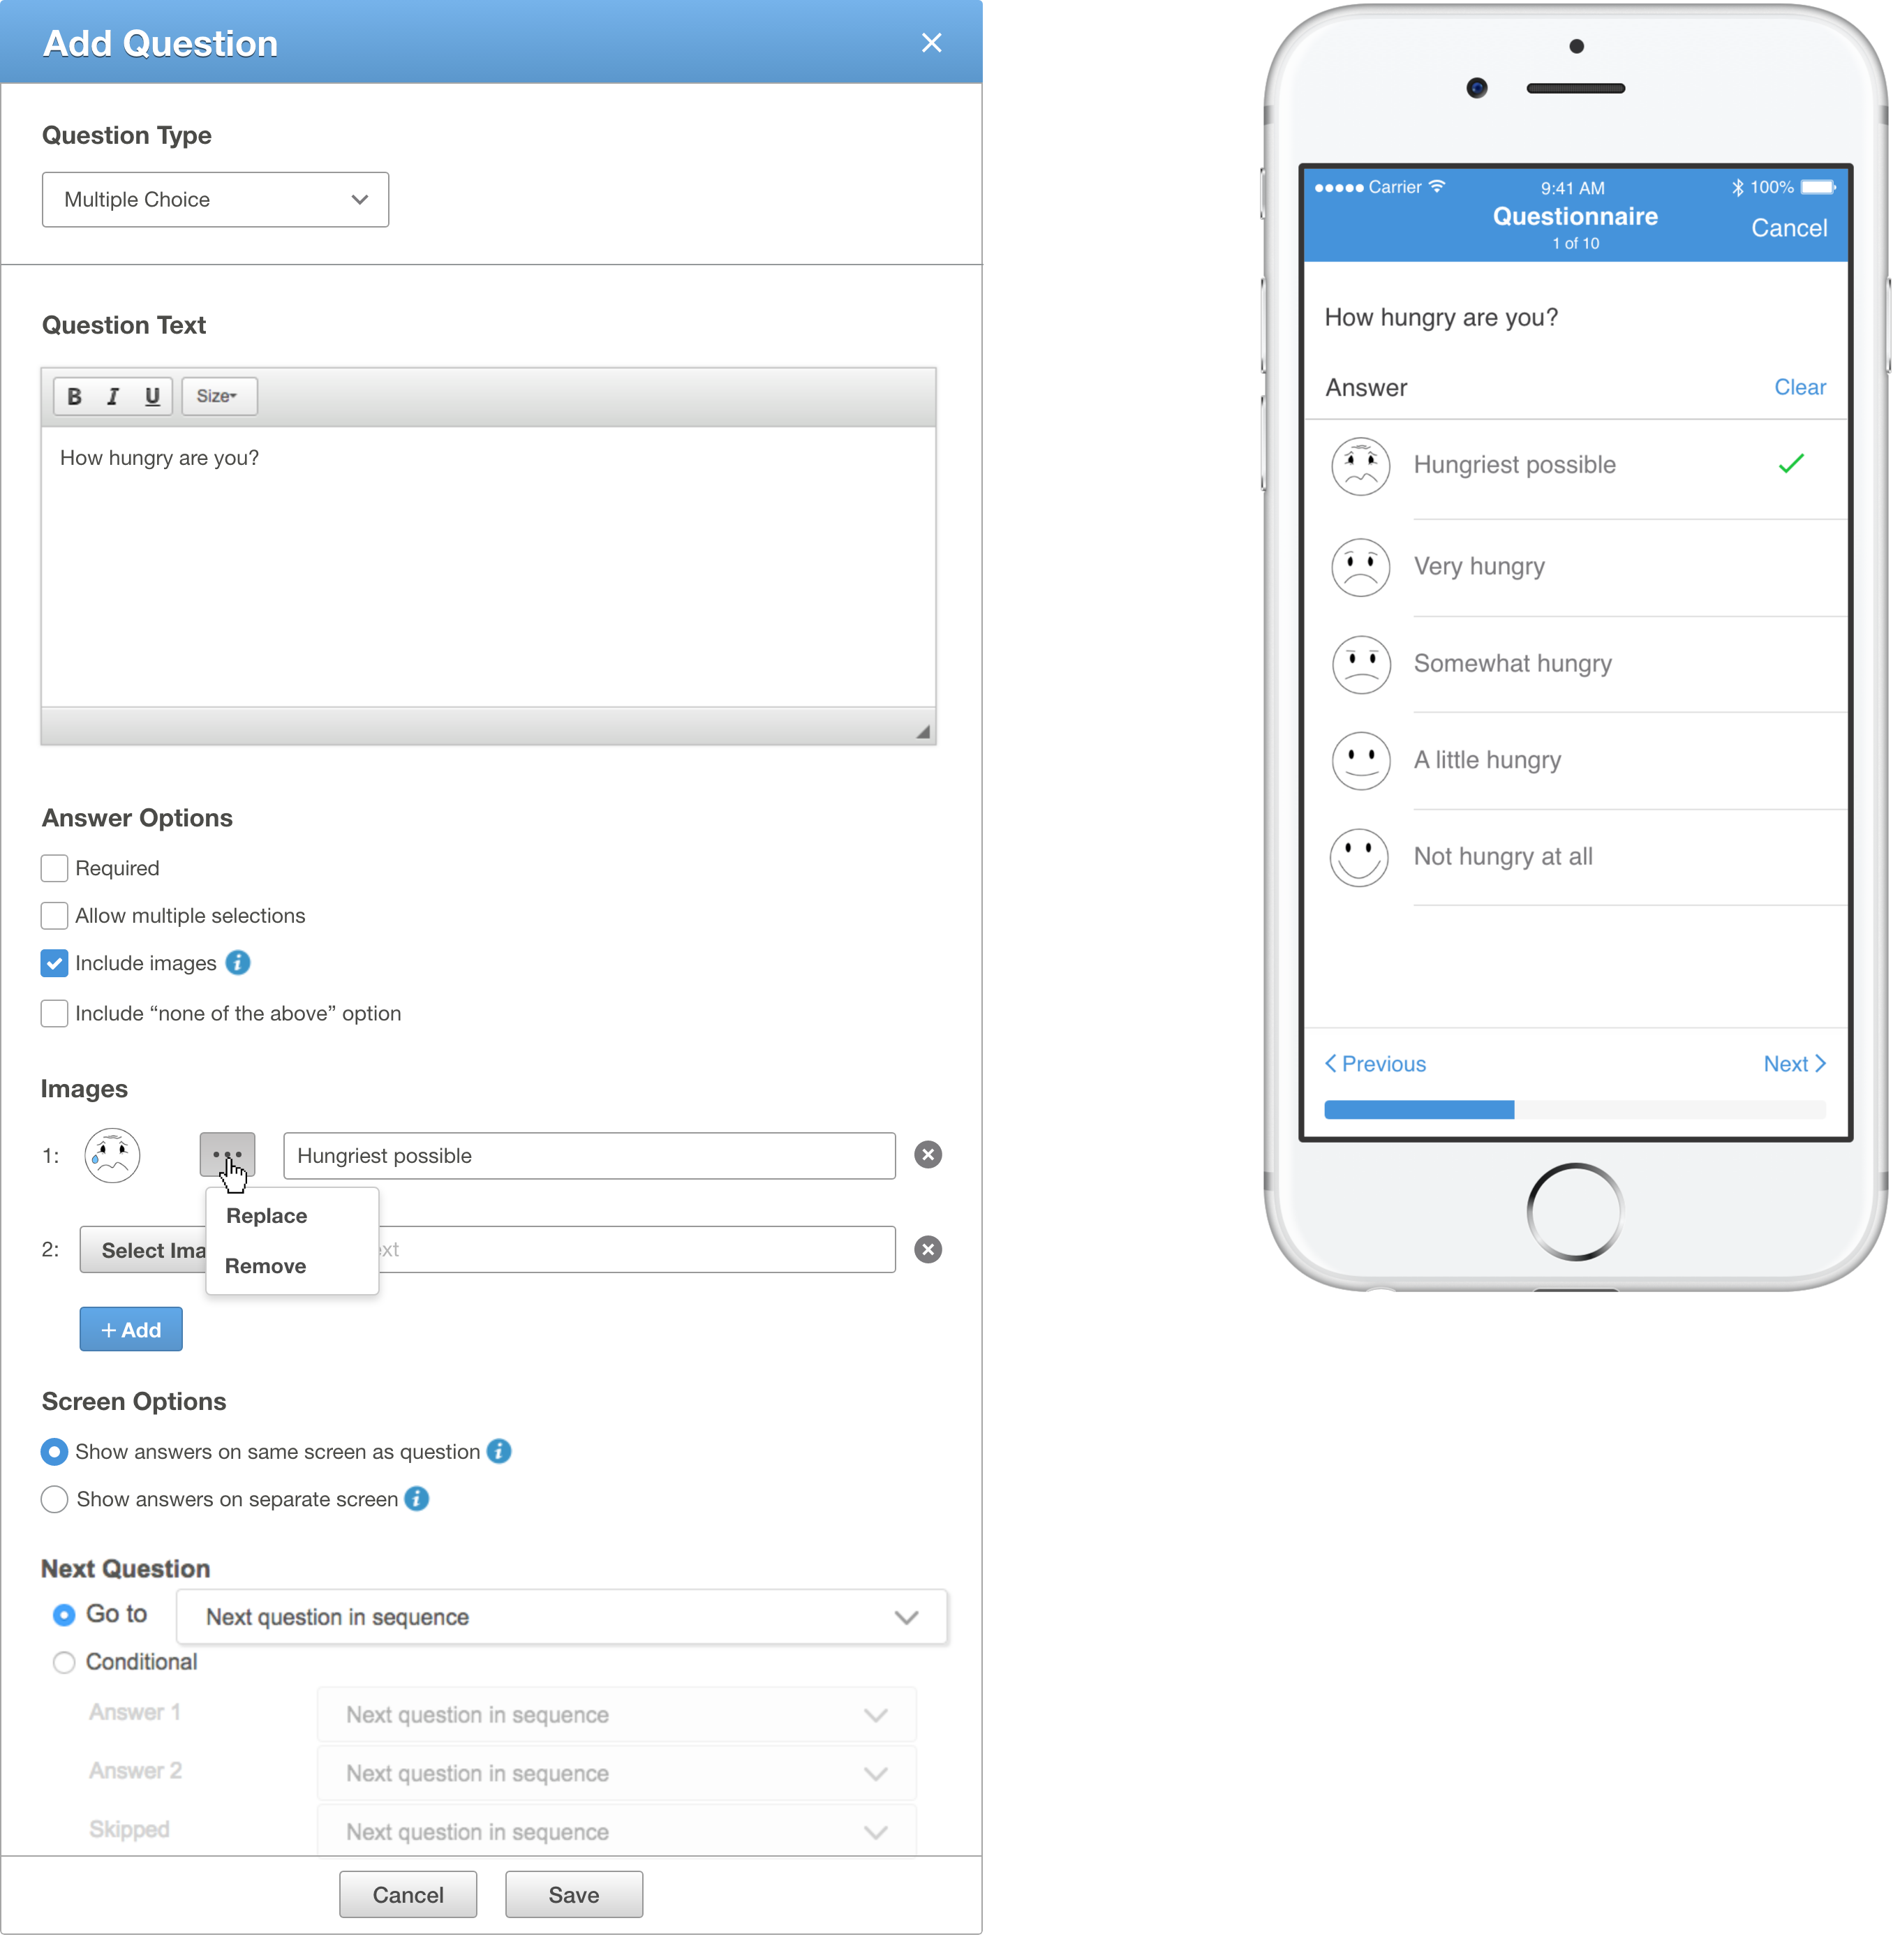 Add Question
Question Type
Multiple Choice
Question Text
B I U Size
How hungry are you?
Answer Options
Required
Allow multiple selections
Include images i
Include “none of the above” option
Images
1: Hungriest possible
Replace
2: Select
Remove
+ Add
Screen Options
Show answers on same screen as question i
Show answers on separate screen i
Next Question
Go to Next question in sequence
Conditional
Answer 1 Next question in sequence
Answer 2 Next question in sequence
Skipped Next question in sequence
Cancel Save
Carrier 9:41 AM 100%
Questionnaire
Cancel
1 of 10
How hungry are you?
Answer Clear
Hungriest possible
Very hungry
Somewhat hungry
A little hungry
Not hungry at all
Previous Next